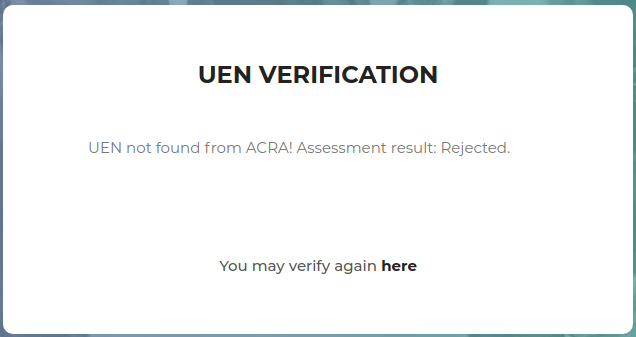 UEN VERIFICATION
UEN not found from ACRA! Assessment result: Rejected.
You may verify again here